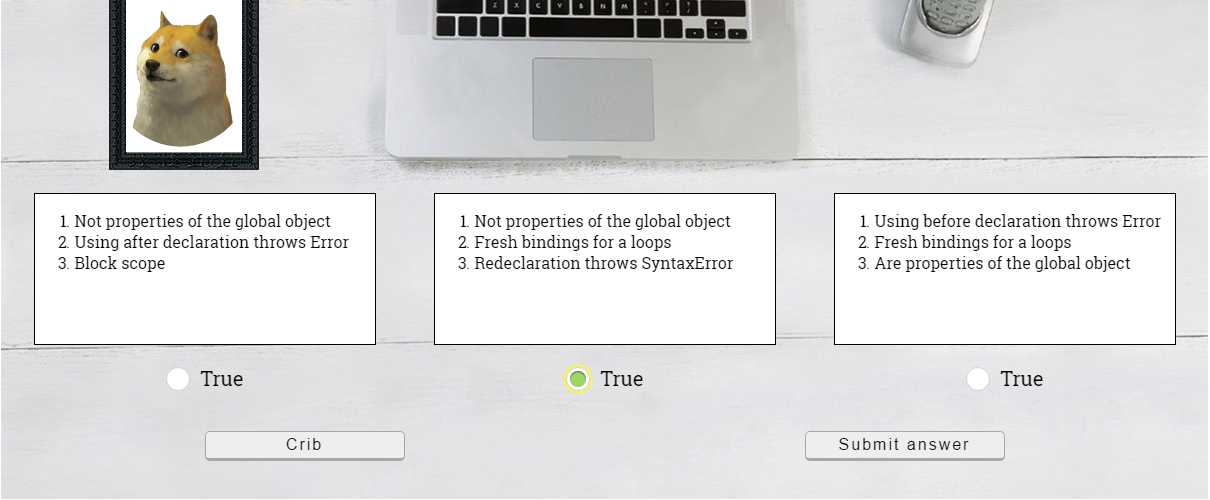 Z X C V B N M
1. Not properties of the global object
2. Using after declaration throws Error
3. Block scope
1. Not properties of the global object
2. Fresh bindings for a loops
3. Redeclaration throws SyntaxError
1. Using before declaration throws Error
2. Fresh bindings for a loops
3. Are properties of the global object
True
True
True
Crib
Submit answer